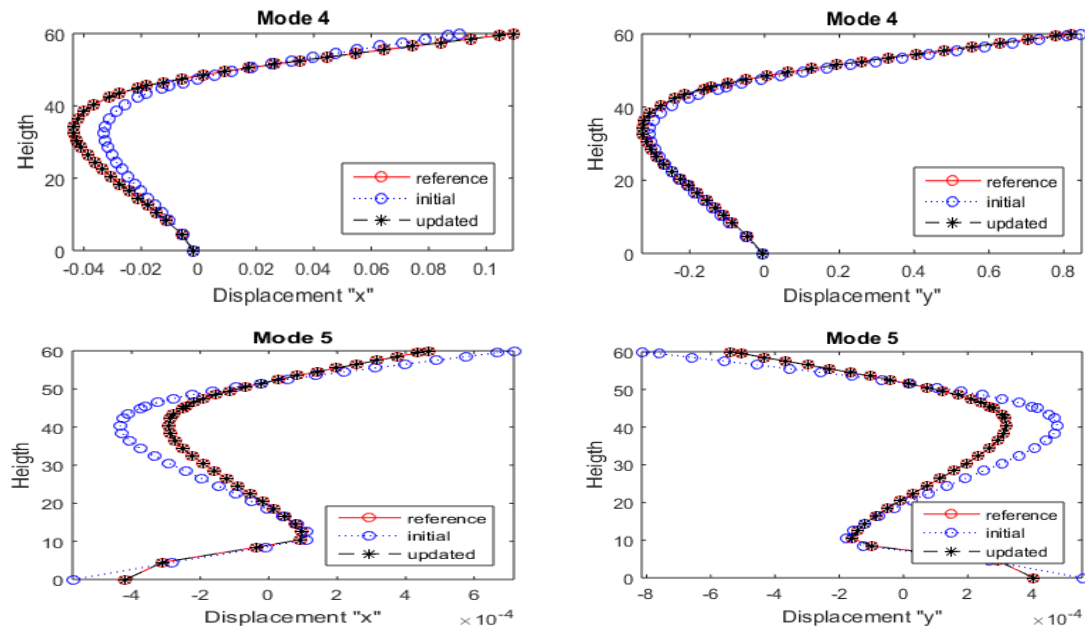 Mode 4
60
40
20
0
Heigth
reference
initial
updated
-0.04 -0.02 0 0.02 0.04 0.06 0.08 0.1
Displacement "x"
Mode 4
60
40
20
0
Heigth
reference
initial
updated
-0.2 0 0.2 0.4 0.6 0.8
Displacement "y"
Mode 5
60
50
40
30
20
10
0
Heigth
reference
initial
updated
-4 -2 0 2 4 6
Displacement "x" × 10⁻⁴
Mode 5
60
50
40
30
20
10
0
Heigth
reference
initial
updated
-8 -6 -4 -2 0 2 4
Displacement "y" × 10⁻⁴